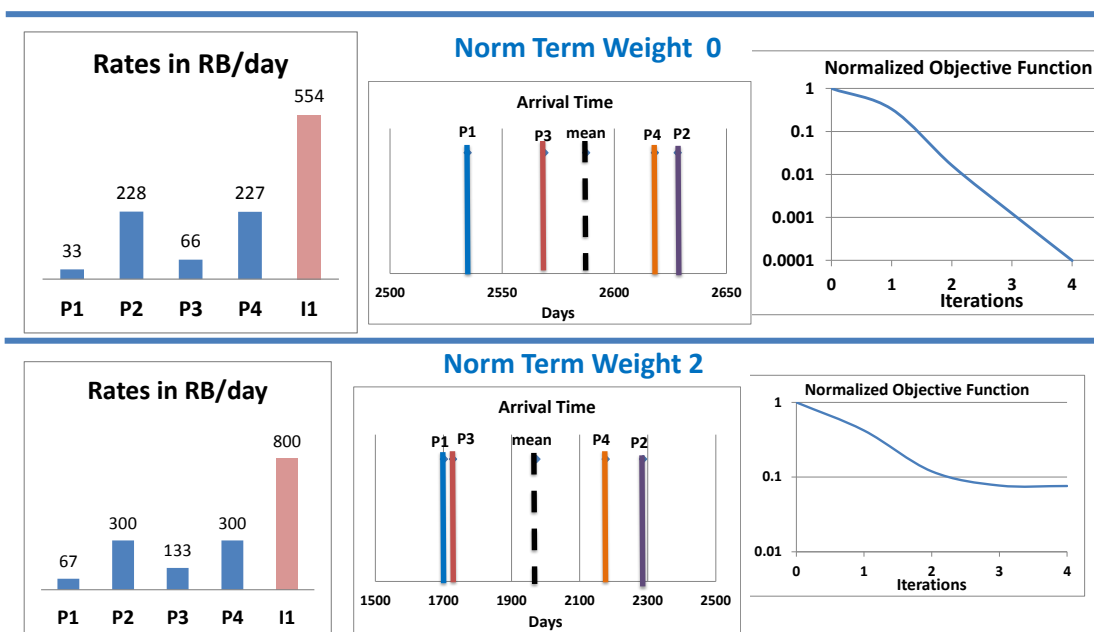 Norm Term Weight 0
Rates in RB/day
554
228
227
66
33
P1 P2 P3 P4 I1
Arrival Time
P1 P3 mean P4 P2
2500 2550 2600 2650
Days
Normalized Objective Function
1
0.1
0.01
0.001
0.0001
0 1 2 3 4
Iterations
Norm Term Weight 2
Rates in RB/day
800
300
300
133
67
P1 P2 P3 P4 I1
Arrival Time
P1 P3 mean P4 P2
1500 1700 1900 2100 2300 2500
Days
Normalized Objective Function
1
0.1
0.01
0 1 2 3 4
Iterations